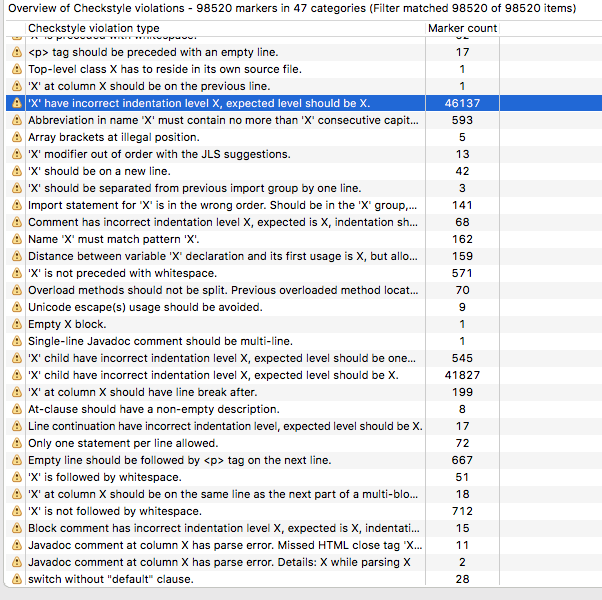 Overview of Checkstyle violations - 98520 markers in 47 categories (Filter matched 98520 of 98520 items)
Checkstyle violation type Marker count
'X' is preceded with whitespace. 52
<p> tag should be preceded with an empty line. 17
Top-level class X has to reside in its own source file. 1
'X' at column X should be on the previous line. 1
'X' have incorrect indentation level X, expected level should be X. 46137
Abbreviation in name 'X' must contain no more than 'X' consecutive capit... 593
Array brackets at illegal position. 5
'X' modifier out of order with the JLS suggestions. 13
'X' should be on a new line. 42
'X' should be separated from previous import group by one line. 3
Import statement for 'X' is in the wrong order. Should be in the 'X' group,... 141
Comment has incorrect indentation level X, expected is X, indentation sh... 68
Name 'X' must match pattern 'X'. 162
Distance between variable 'X' declaration and its first usage is X, but allo... 159
'X' is not preceded with whitespace. 571
Overload methods should not be split. Previous overloaded method locat... 70
Unicode escape(s) usage should be avoided. 9
Empty X block. 1
Single-line Javadoc comment should be multi-line. 1
'X' child have incorrect indentation level X, expected level should be one... 545
'X' child have incorrect indentation level X, expected level should be X. 41827
'X' at column X should have line break after. 199
At-clause should have a non-empty description. 8
Line continuation have incorrect indentation level, expected level should be X. 17
Only one statement per line allowed. 72
Empty line should be followed by <p> tag on the next line. 667
'X' is followed by whitespace. 51
'X' at column X should be on the same line as the next part of a multi-blo... 18
'X' is not followed by whitespace. 712
Block comment has incorrect indentation level X, expected is X, indentati... 15
Javadoc comment at column X has parse error. Missed HTML close tag 'X... 11
Javadoc comment at column X has parse error. Details: X while parsing X 2
switch without "default" clause. 28